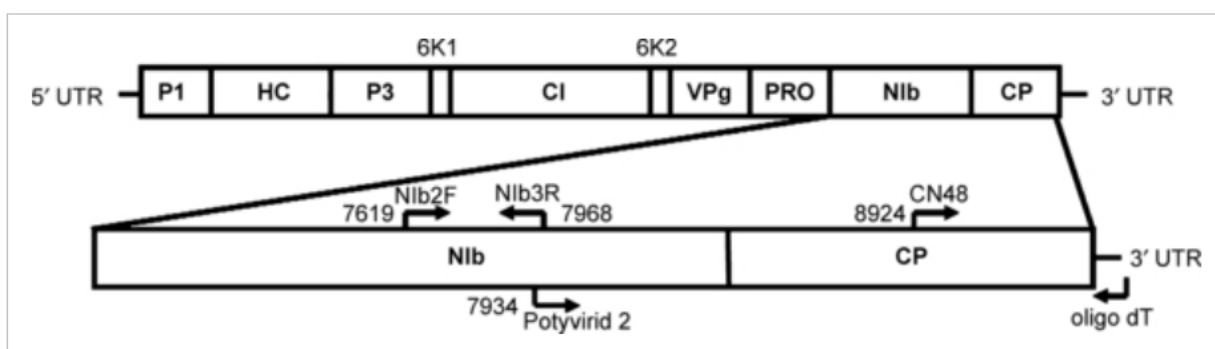 6K1 6K2
5′ UTR P1 HC P3 CI VPg PRO NIb CP 3′ UTR
NIb2F NIb3R CN48
7619 7968 8924
NIb CP 3′ UTR
7934 Potyvirid 2 oligo dT